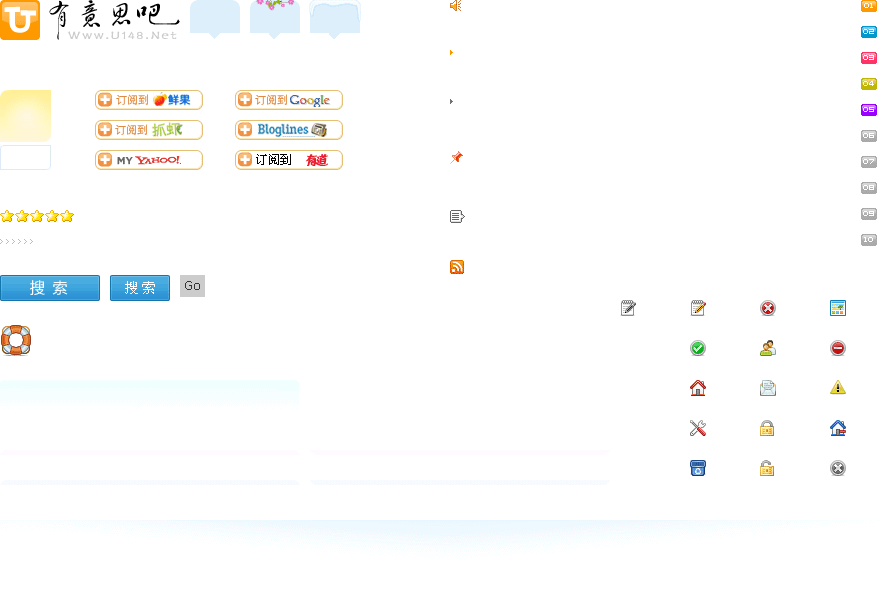 有意思吧
Www.U148.Net
订阅到 鲜果
订阅到 Google
订阅到 抓虾
Bloglines
MY YAHOO!
订阅到 有道
搜 索
搜 索
Go
01
02
03
04
05
06
07
08
09
10